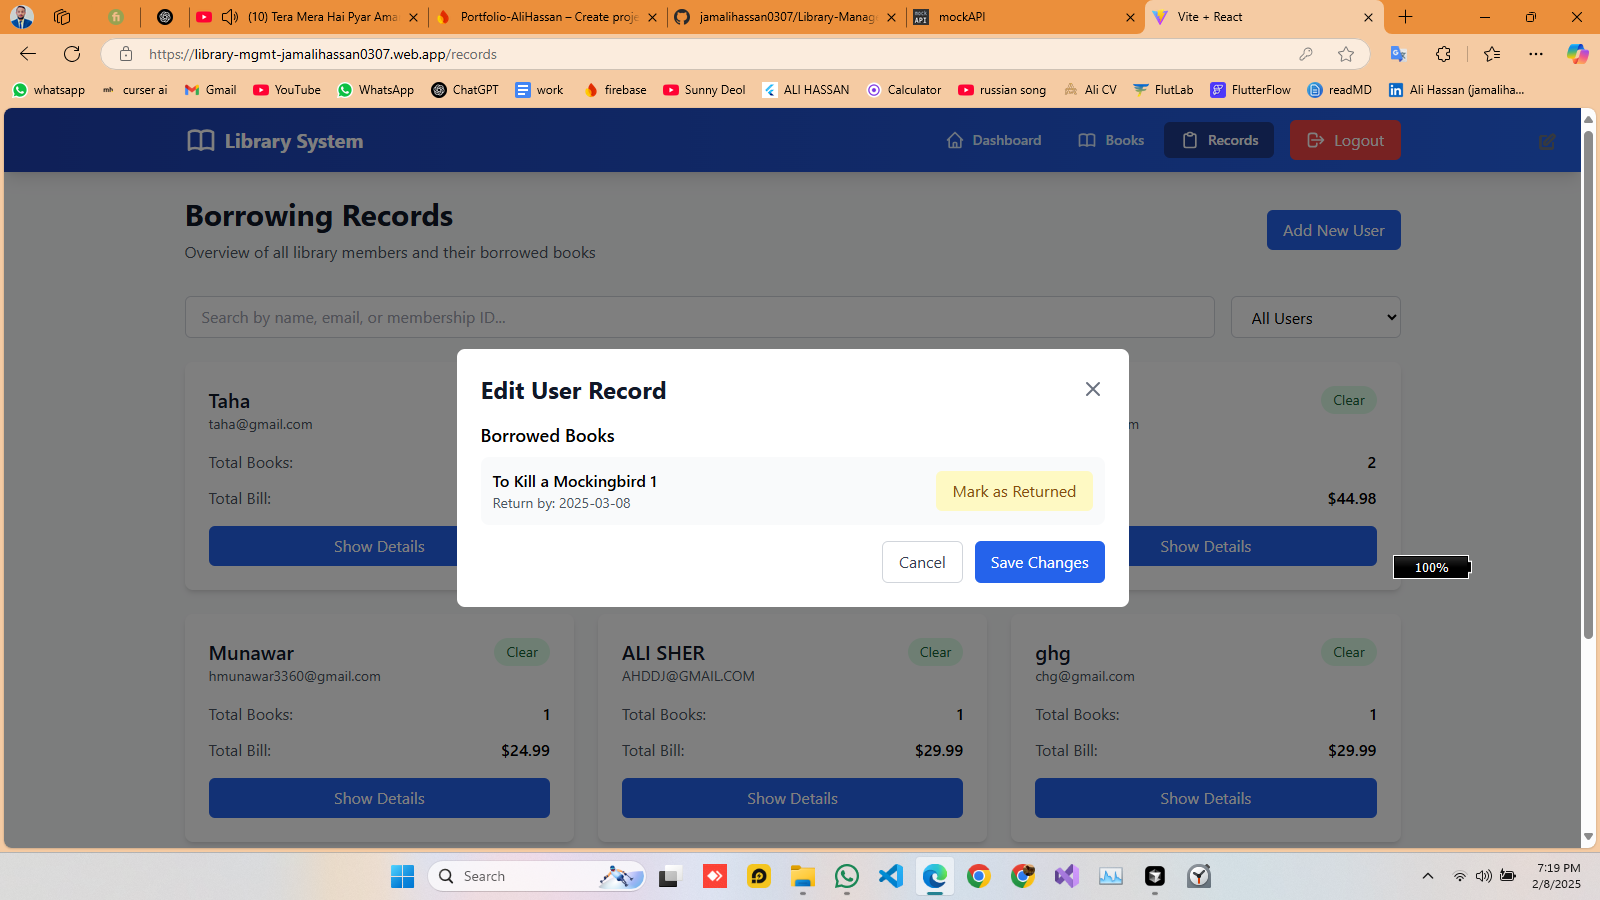 (10) Tera Mera Hai Pyar Ama
Portfolio-AliHassan – Create proje
jamalihassan0307/Library-Manag
mockAPI
Vite + React
https://library-mgmt-jamalihassan0307.web.app/records
whatsapp
curser ai
Gmail
YouTube
WhatsApp
ChatGPT
work
firebase
Sunny Deol
ALI HASSAN
Calculator
russian song
Ali CV
FlutLab
FlutterFlow
readMD
Ali Hassan (jamaliha...
Library System
Dashboard
Books
Records
Logout
Borrowing Records
Overview of all library members and their borrowed books
Add New User
Search by name, email, or membership ID...
All Users
Edit User Record
Borrowed Books
To Kill a Mockingbird 1
Return by: 2025-03-08
Mark as Returned
Cancel
Save Changes
Taha
taha@gmail.com
Total Books:
Total Bill:
Show Details
Clear
m
2
$44.98
Show Details
100%
Munawar
Clear
hmunawar3360@gmail.com
Total Books: 1
Total Bill: $24.99
Show Details
ALI SHER
Clear
AHDDJ@GMAIL.COM
Total Books: 1
Total Bill: $29.99
Show Details
ghg
Clear
chg@gmail.com
Total Books: 1
Total Bill: $29.99
Show Details
Search
7:19 PM
2/8/2025